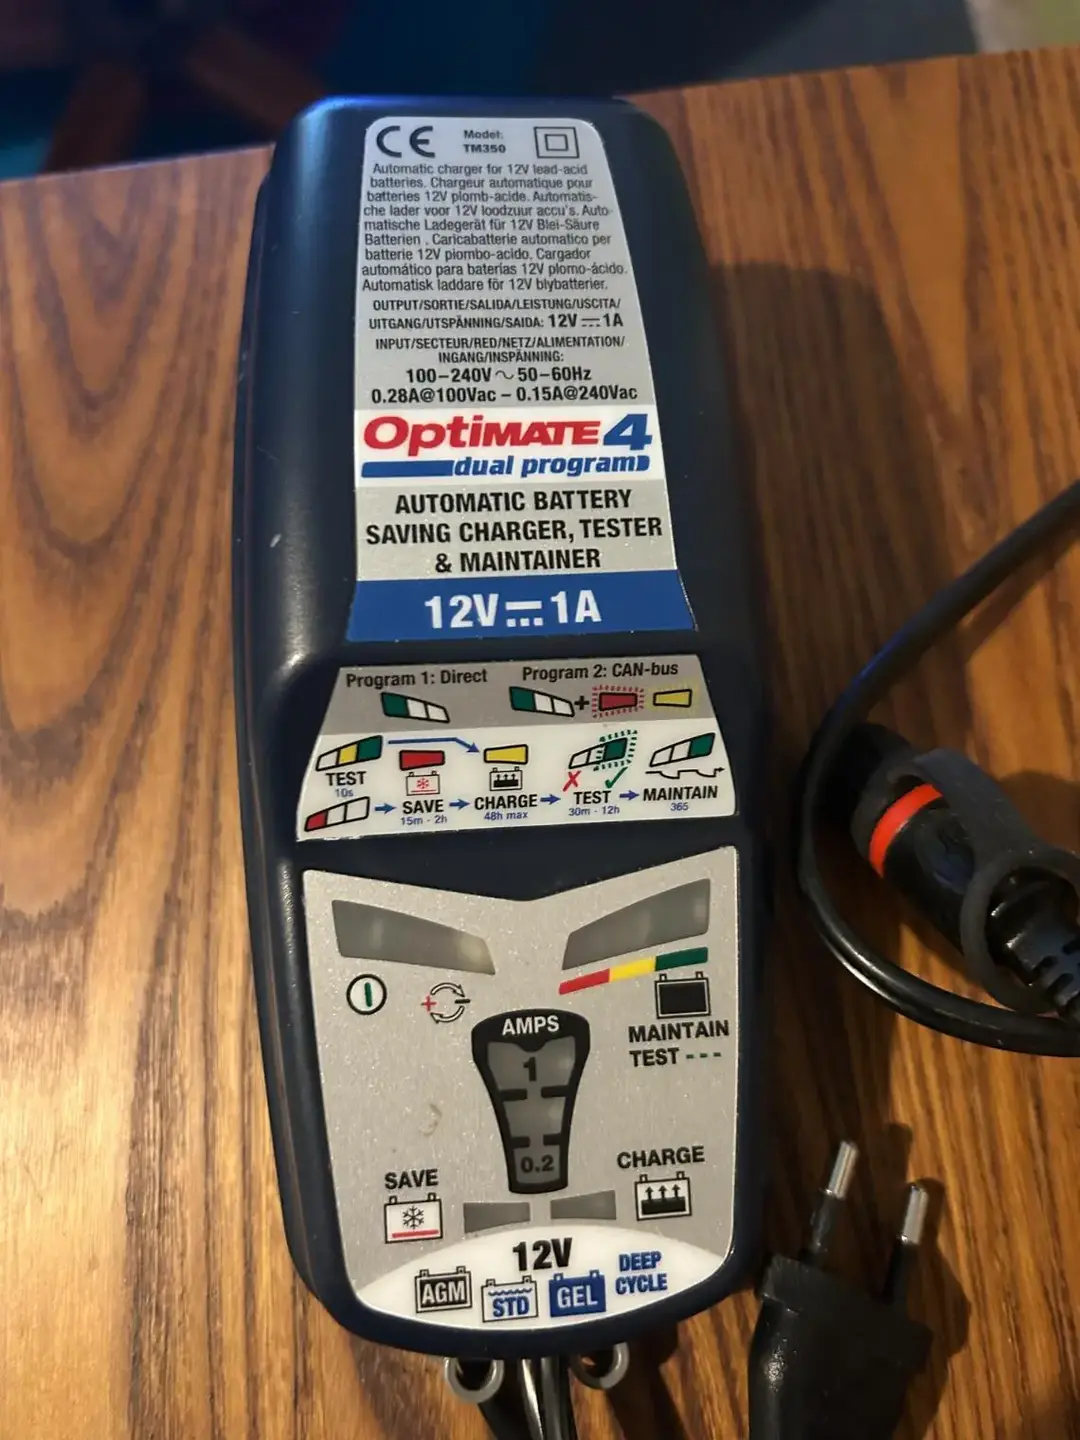 CE
Model:
TM350
Automatic charger for 12V lead-acid
batteries. Chargeur automatique pour
batteries 12V plomb-acide. Automatis-
che lader voor 12V loodzuur accu's. Auto-
matische Ladegerät für 12V Blei-Säure
Batterien . Caricabatterie automatico per
batterie 12V piombo-acido. Cargador
automático para baterías 12V plomo-ácido.
Automatisk laddare för 12V blybatterier.
OUTPUT/SORTIE/SALIDA/LEISTUNG/USCITA/
UITGANG/UTSPÄNNING/SAIDA: 12V 1A
INPUT/SECTEUR/RED/NETZ/ALIMENTATION/
INGANG/INSPÄNNING:
100–240V ~ 50–60Hz
0.28A@100Vac – 0.15A@240Vac
OptiMATE 4
dual program
AUTOMATIC BATTERY
SAVING CHARGER, TESTER
& MAINTAINER
12V 1A
Program 1: Direct
Program 2: CAN-bus
TEST
10s
SAVE
15m - 2h
CHARGE
48h max
TEST
30m - 12h
MAINTAIN
365
AMPS
1
0.2
MAINTAIN
TEST ---
SAVE
CHARGE
12V
AGM
STD
GEL
DEEP
CYCLE